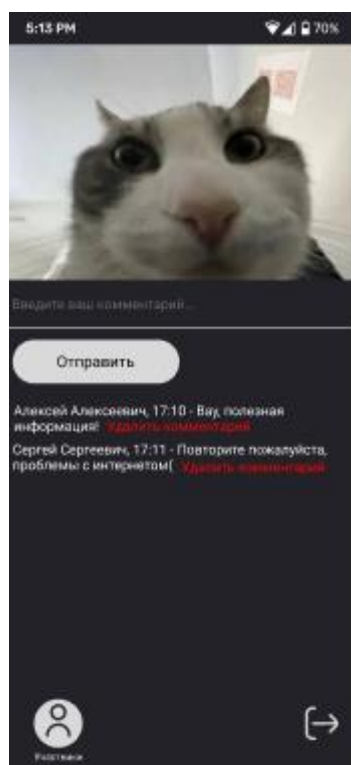 5:13 PM 70%
Введите ваш комментарий...
Отправить
Алексей Алексеевич, 17:10 - Вау, полезная
информация! Удалить комментарий
Сергей Сергеевич, 17:11 - Повторите пожалуйста,
проблемы с интернетом( Удалить комментарий